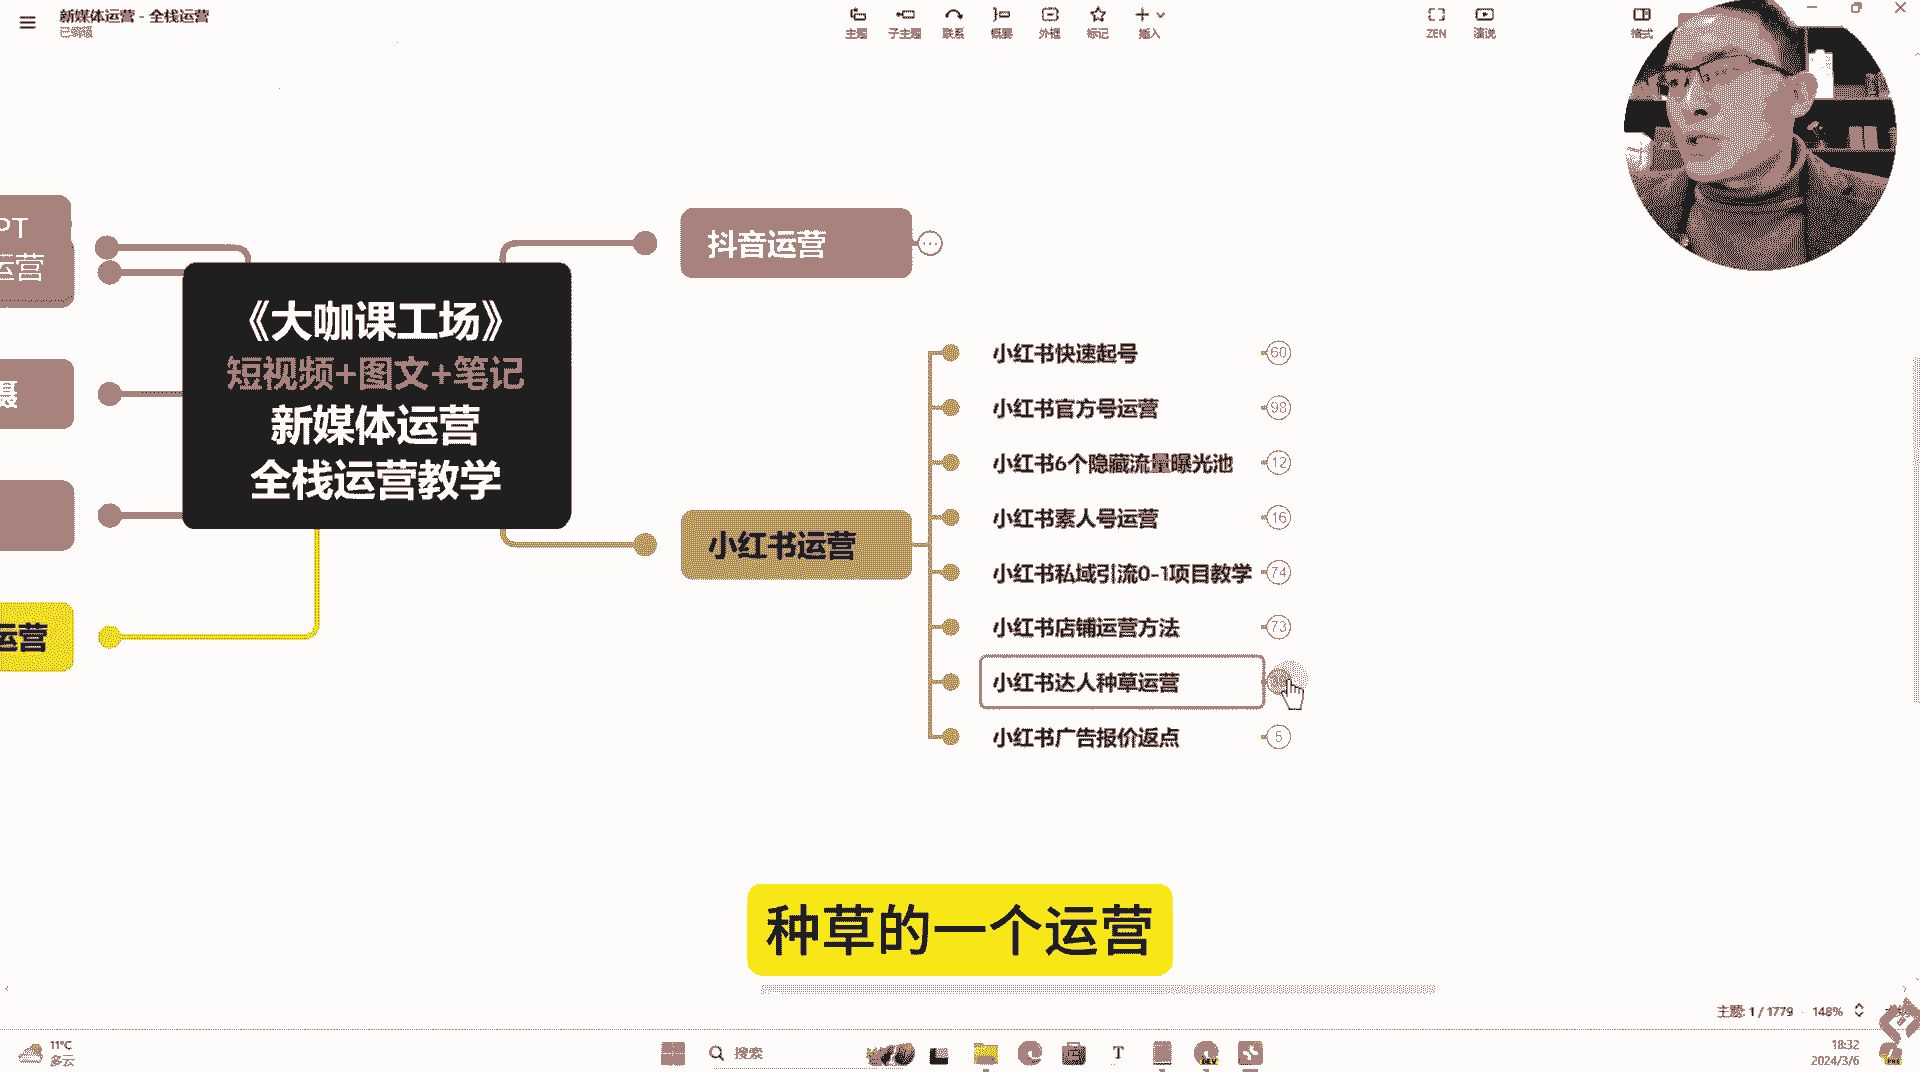 新媒体运营 - 全栈运营
已编辑
主题
子主题
联系
概要
外框
标记
插入
ZEN
演说
格式
PT
运营
摄
运营
《大咖课工场》
短视频+图文+笔记
新媒体运营
全栈运营教学
抖音运营
小红书运营
小红书快速起号 60
小红书官方号运营 98
小红书6个隐藏流量曝光池 12
小红书素人号运营 16
小红书私域引流0-1项目教学 74
小红书店铺运营方法 73
小红书达人种草运营
小红书广告报价返点 5
种草的一个运营
主题: 1 / 1779 · 148%
11°C
多云
搜索
T
DEV
18:32
2024/3/6
PRE